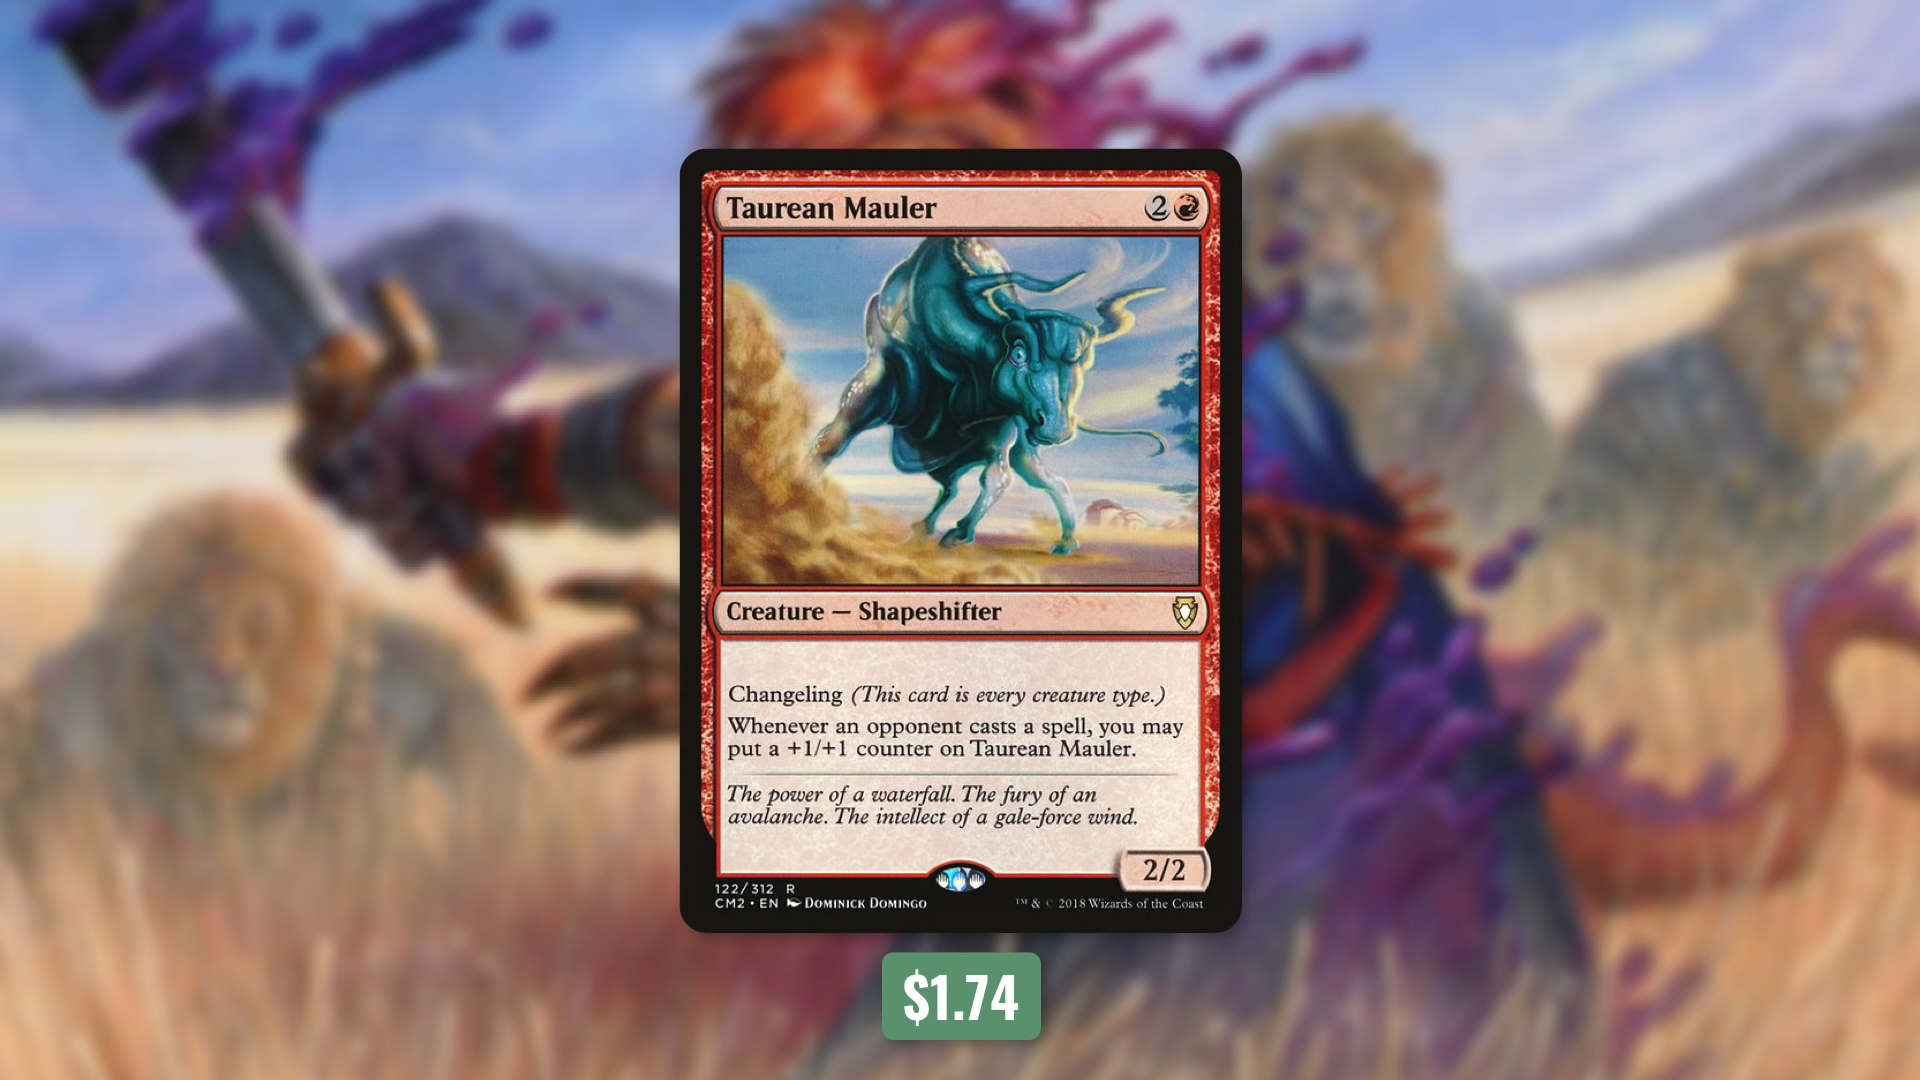 Taurean Mauler 2
Creature — Shapeshifter
Changeling (This card is every creature type.)
Whenever an opponent casts a spell, you may
put a +1/+1 counter on Taurean Mauler.
The power of a waterfall. The fury of an
avalanche. The intellect of a gale-force wind.
2/2
122/312 R
CM2 • EN Dominick Domingo
™ & © 2018 Wizards of the Coast
$1.74